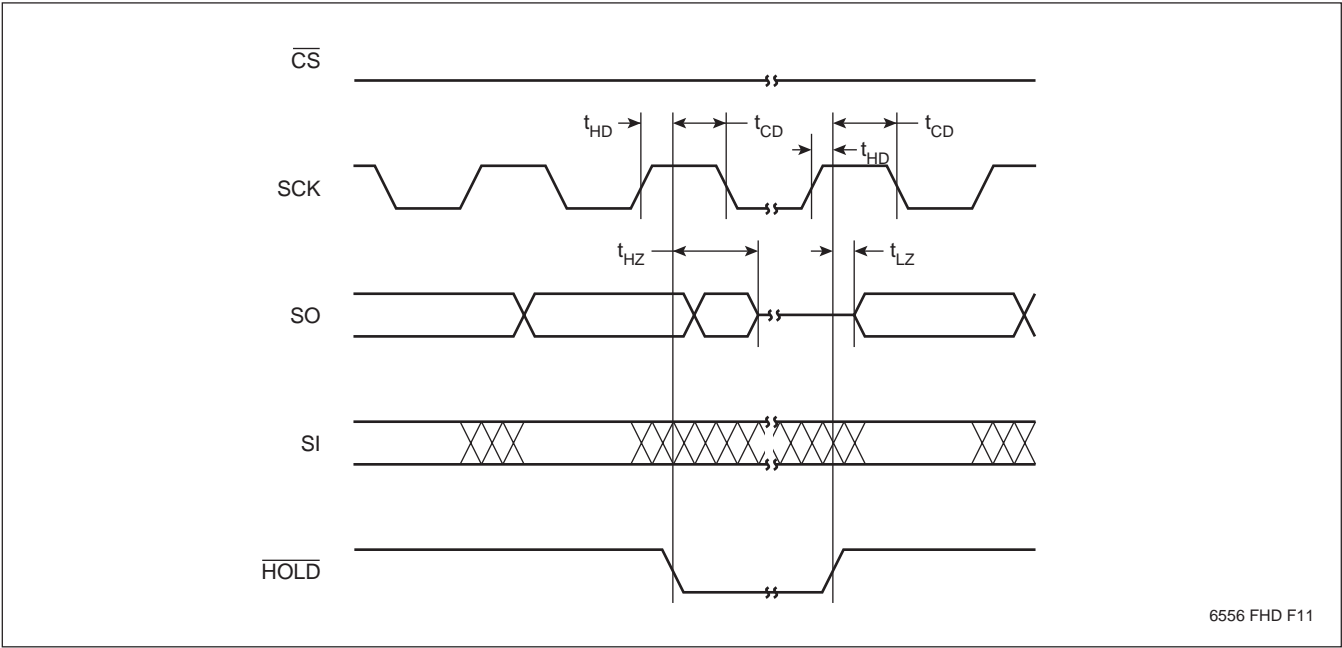 CS
tHD
tCD
tCD
tHD
SCK
tHZ
tLZ
SO
SI
HOLD
6556 FHD F11